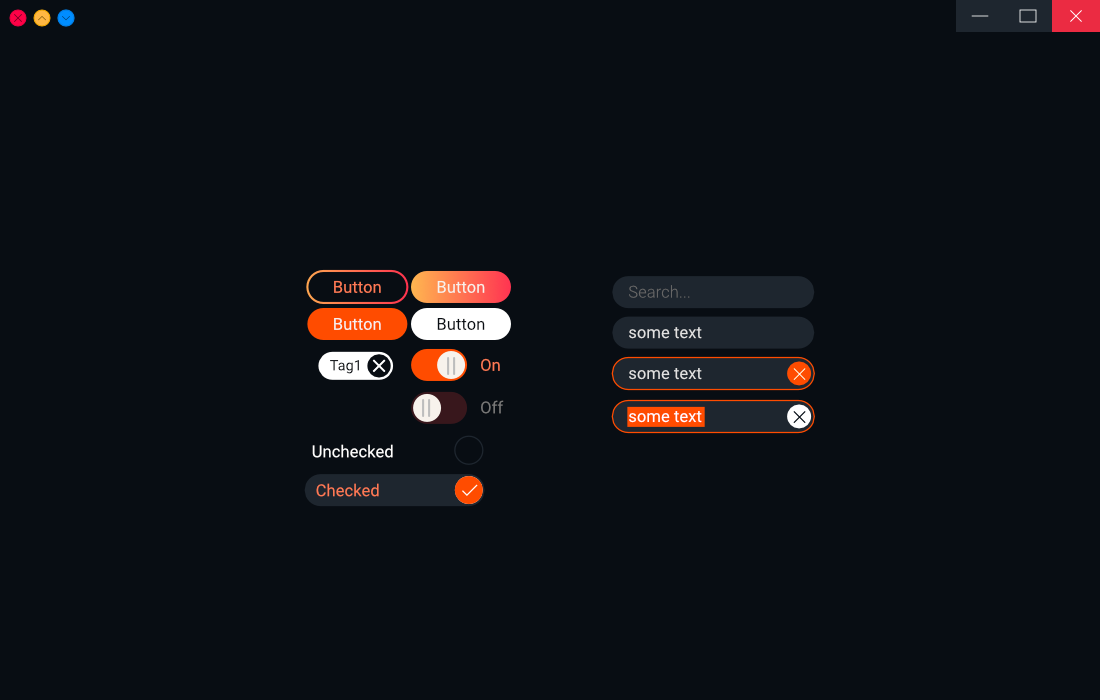 Button
Button
Button
Button
Tag1
On
Off
Unchecked
Checked
Search...
some text
some text
some text